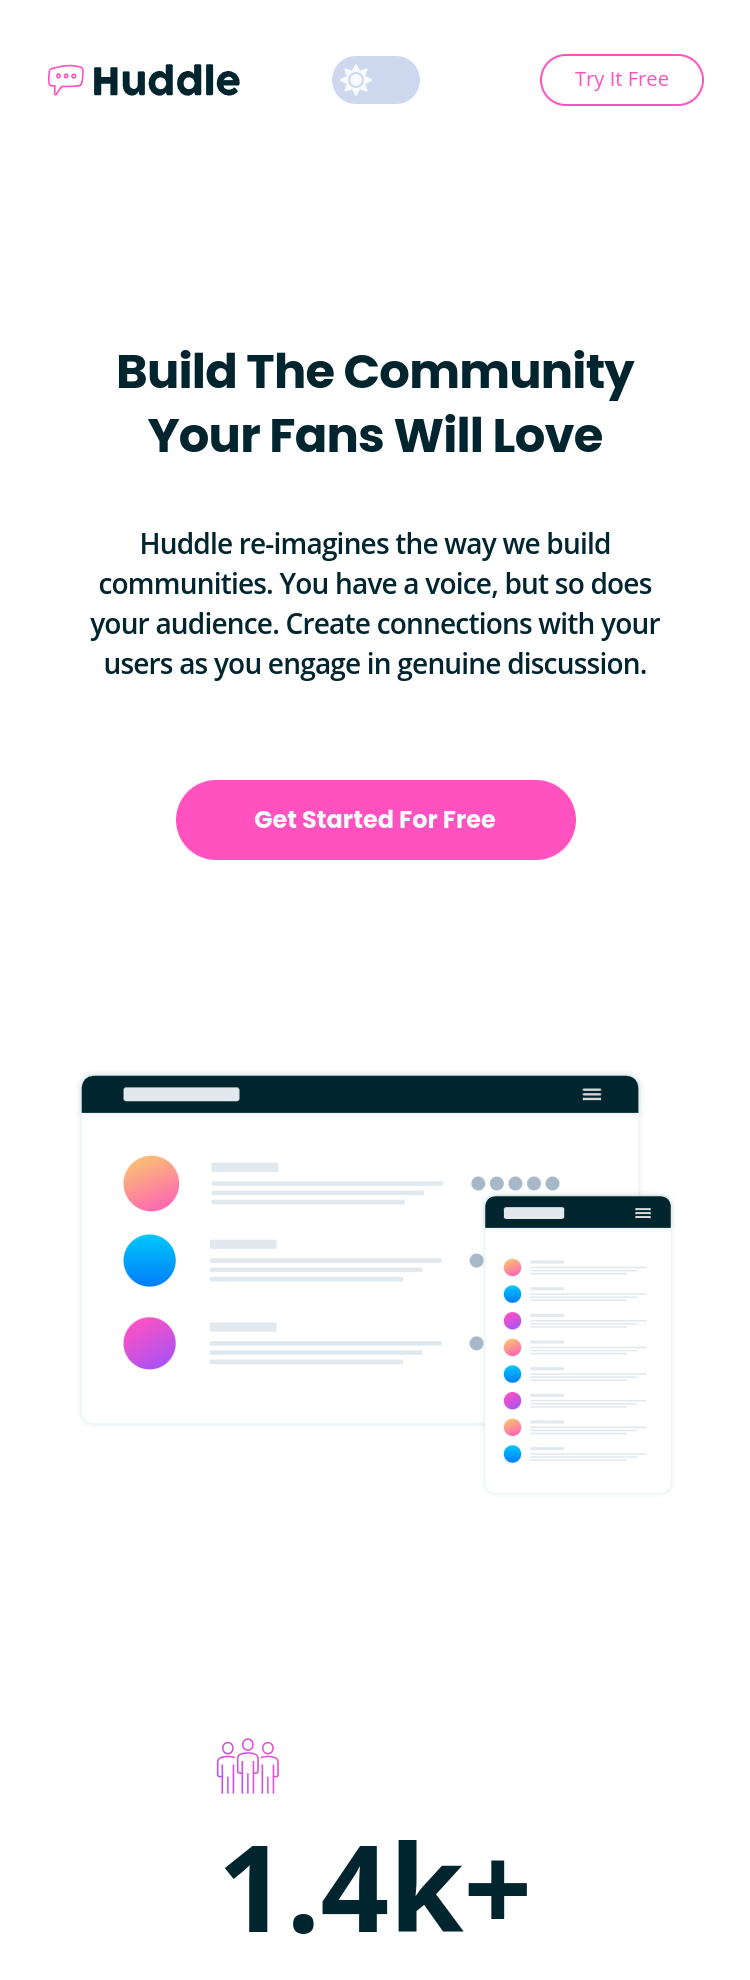 Huddle
Try It Free
Build The Community
Your Fans Will Love
Huddle re-imagines the way we build
communities. You have a voice, but so does
your audience. Create connections with your
users as you engage in genuine discussion.
Get Started For Free
1.4k+